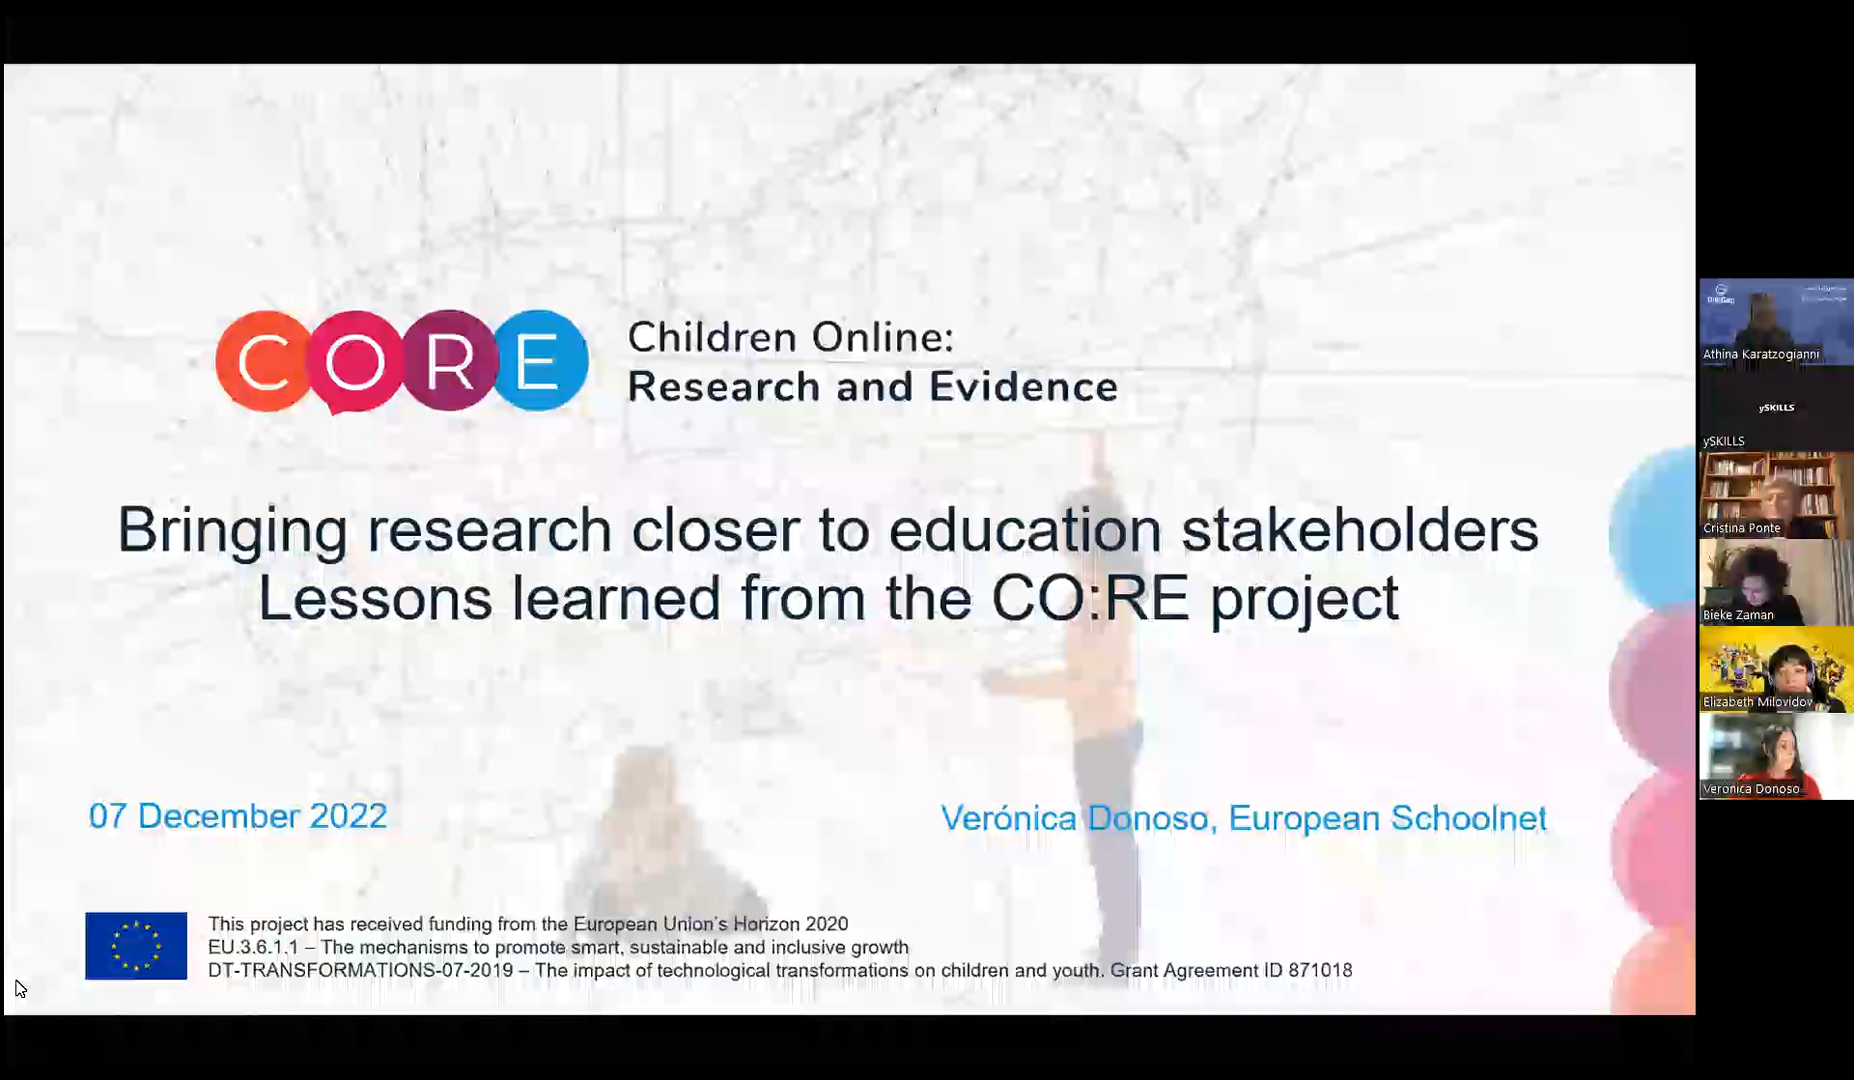 CORE
Children Online:
Research and Evidence
Bringing research closer to education stakeholders
Lessons learned from the CO:RE project
07 December 2022
Verónica Donoso, European Schoolnet
This project has received funding from the European Union's Horizon 2020
EU.3.6.1.1 – The mechanisms to promote smart, sustainable and inclusive growth
DT-TRANSFORMATIONS-07-2019 – The impact of technological transformations on children and youth. Grant Agreement ID 871018
Athina Karatzogianni
ySKILLS
ySKILLS
Cristina Ponte
Bieke Zaman
Elizabeth Milovidov
Veronica Donoso